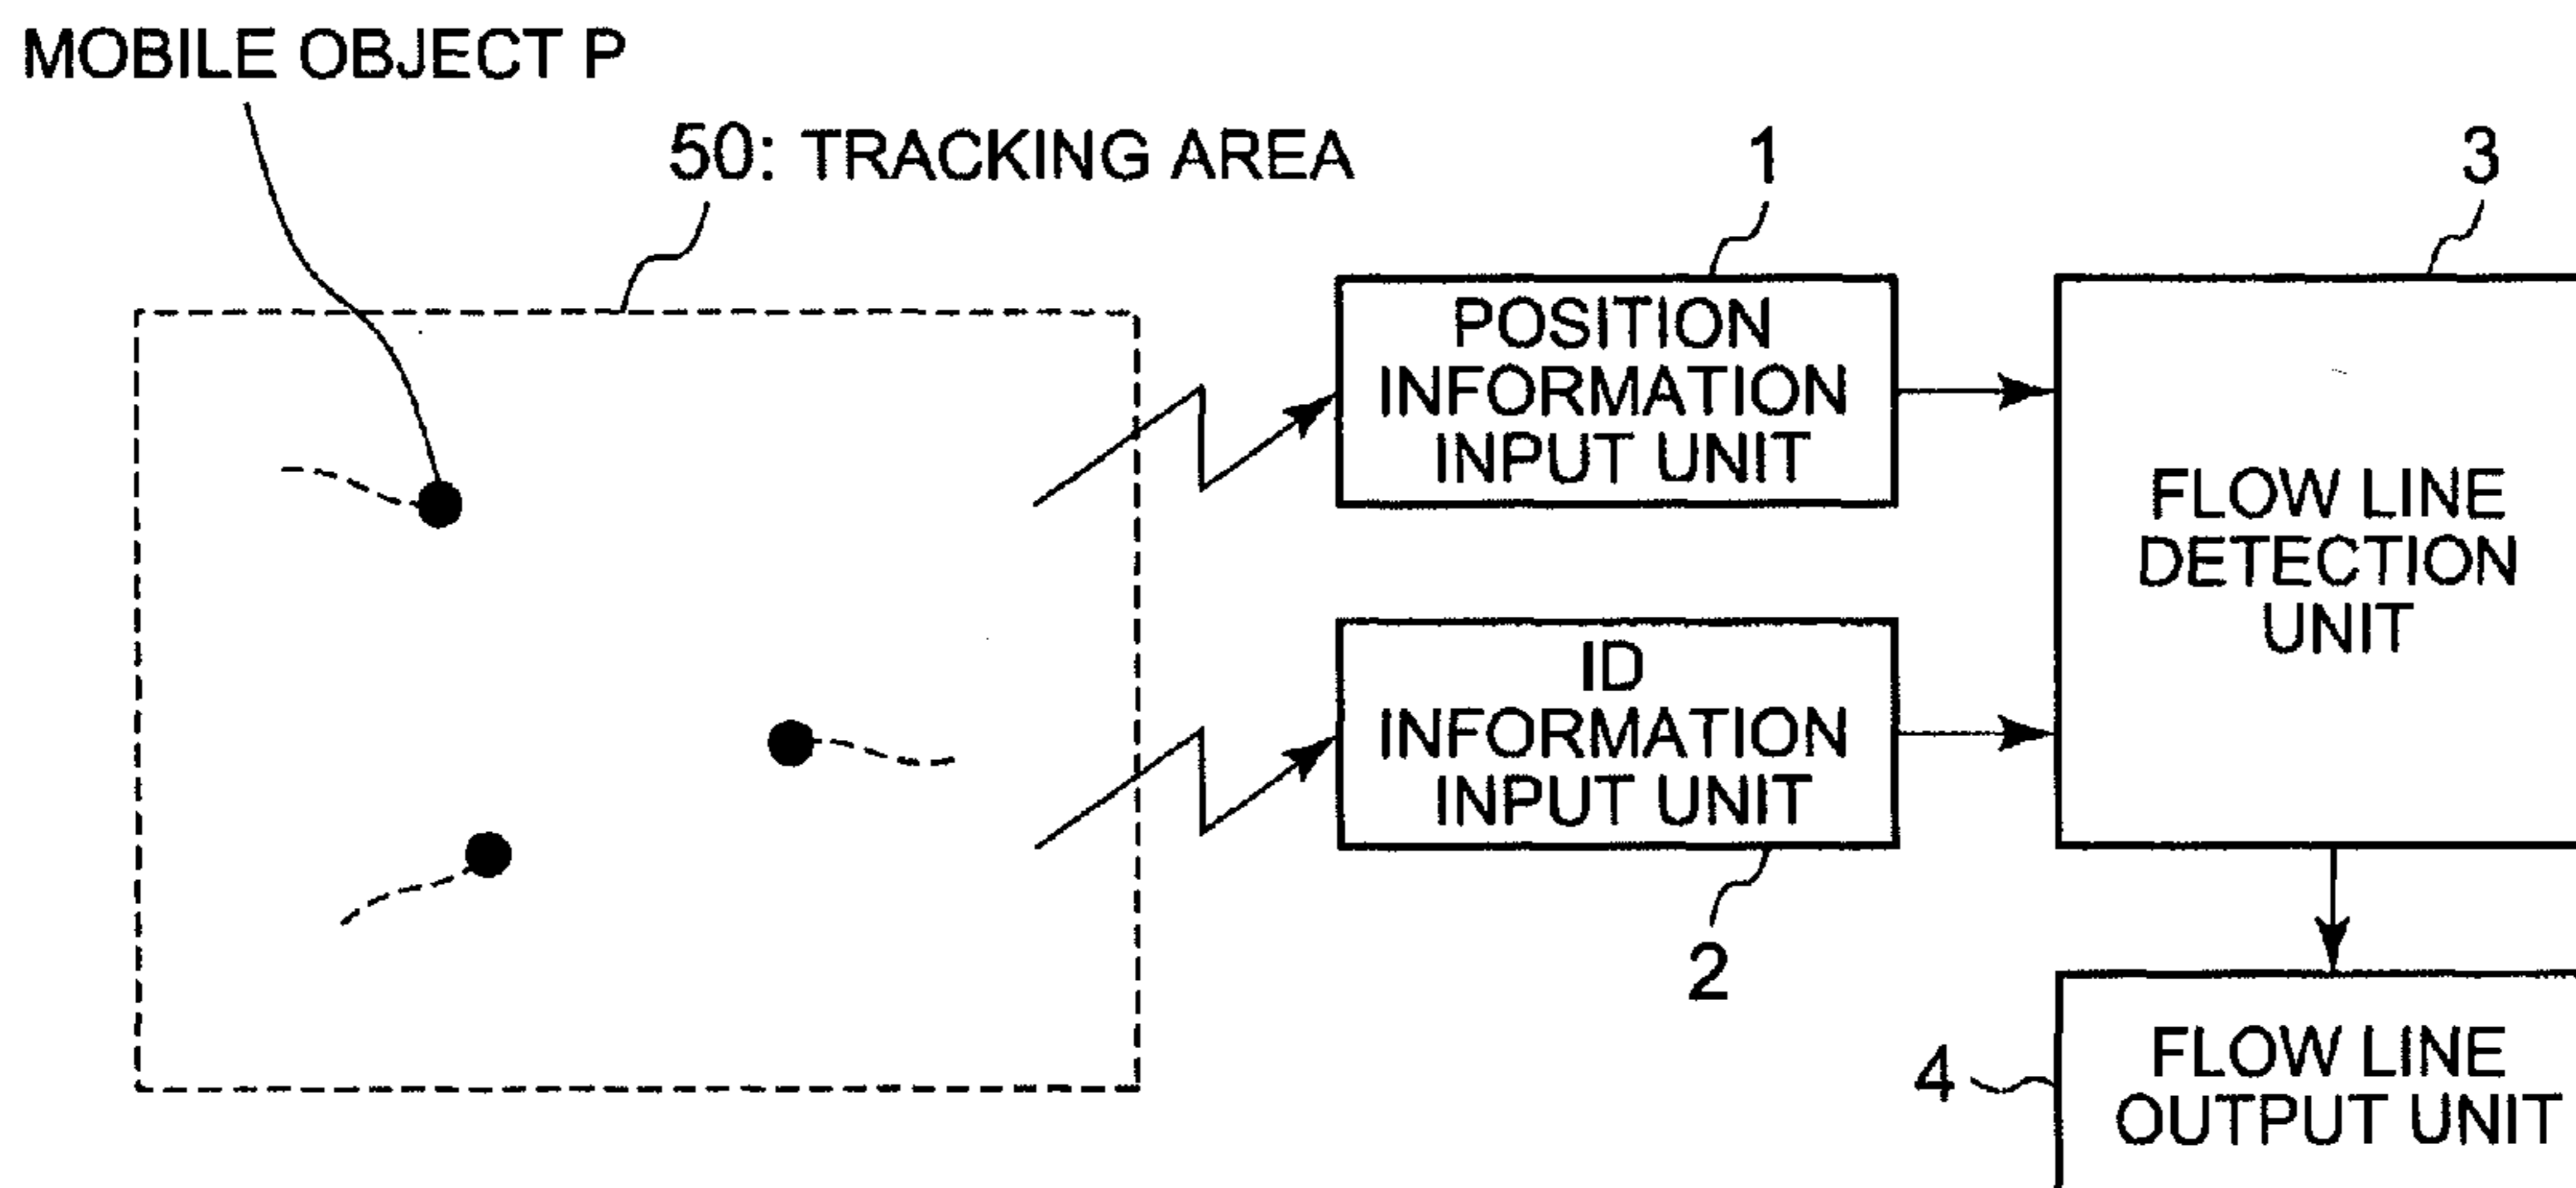 MOBILE OBJECT P
50: TRACKING AREA
1
3
POSITION
INFORMATION
INPUT UNIT
FLOW LINE
DETECTION
UNIT
ID
INFORMATION
INPUT UNIT
2
4
FLOW LINE
OUTPUT UNIT